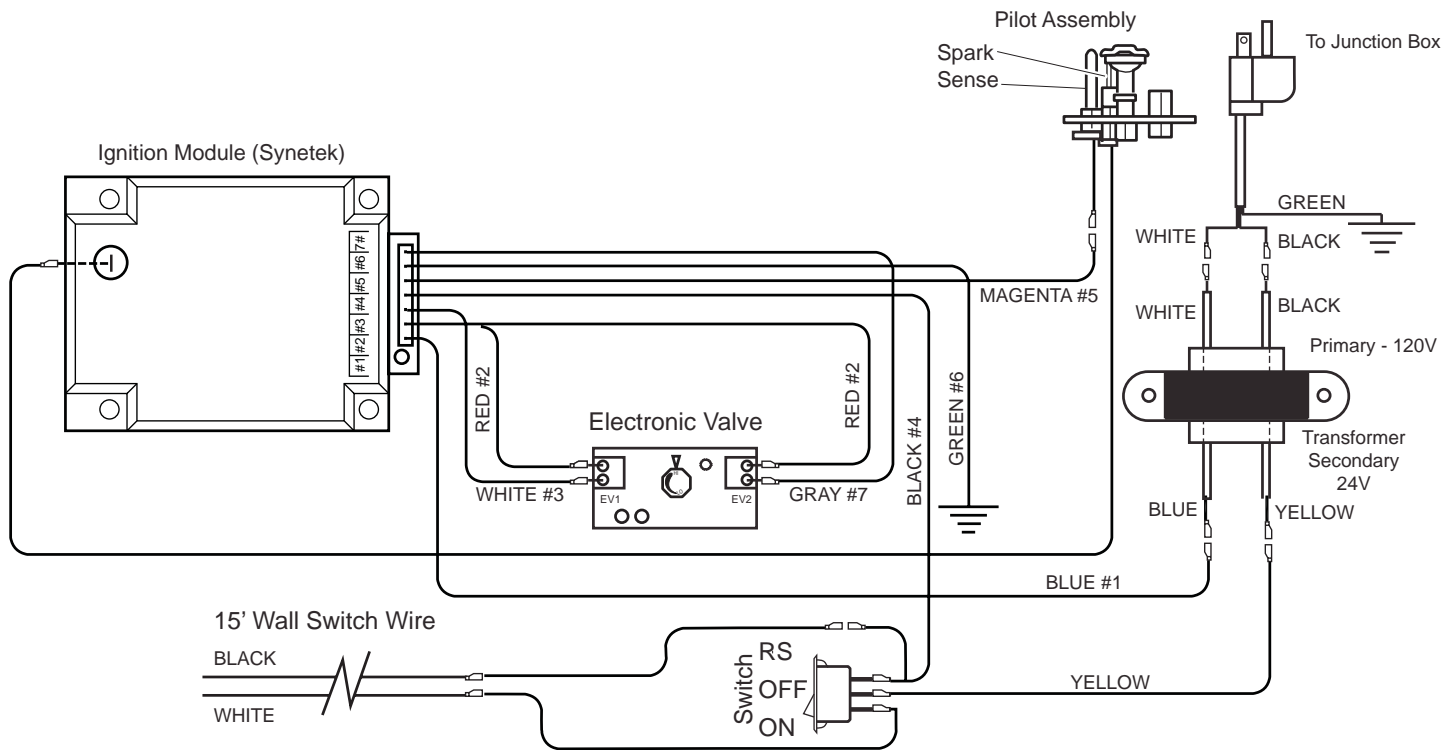 Pilot Assembly
Spark
Sense
To Junction Box
Ignition Module (Synetek)
GREEN
WHITE
BLACK
#1 #2 #3 #4 #5 #6 7#
MAGENTA #5
WHITE
BLACK
Primary - 120V
RED #2
RED #2
BLACK #4
GREEN #6
Electronic Valve
EV1
EV2
WHITE #3
GRAY #7
Transformer
Secondary
24V
BLUE
YELLOW
BLUE #1
15’ Wall Switch Wire
BLACK
WHITE
Switch
RS
OFF
ON
YELLOW